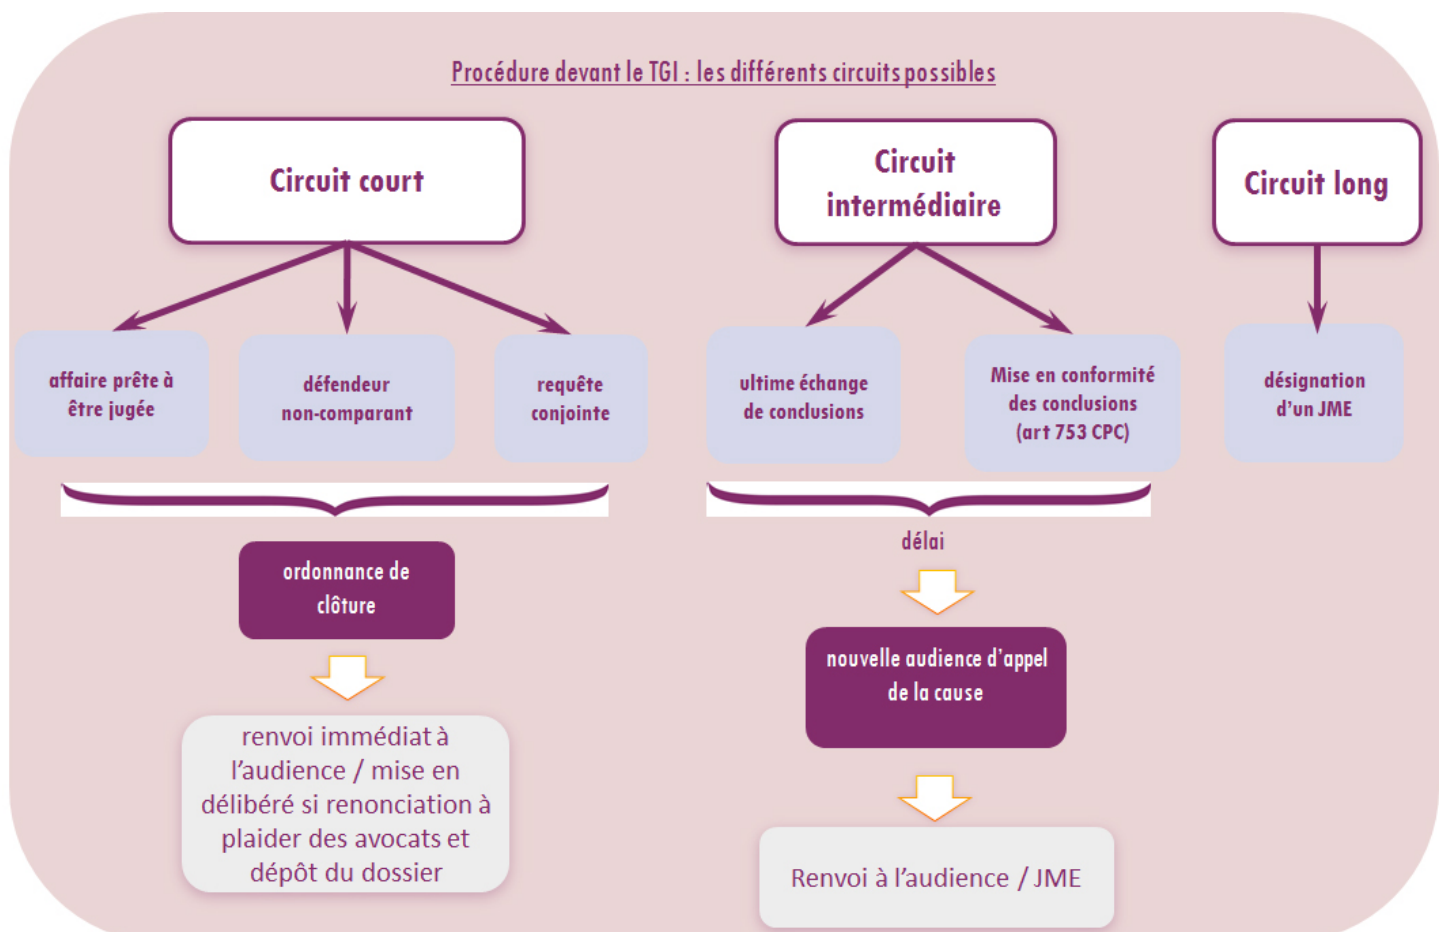 Procédure devant le TGI : les différents circuits possibles
Circuit court
affaire prête à
être jugée
défendeur
non-comparant
requête
conjointe
ordonnance de
clôture
renvoi immédiat à
l'audience / mise en
délibéré si renonciation à
plaider des avocats et
dépôt du dossier
Circuit
intermédiaire
ultime échange
de conclusions
Mise en conformité
des conclusions
(art 753 CPC)
délai
nouvelle audience d'appel
de la cause
Renvoi à l'audience / JME
Circuit long
désignation
d'un JME